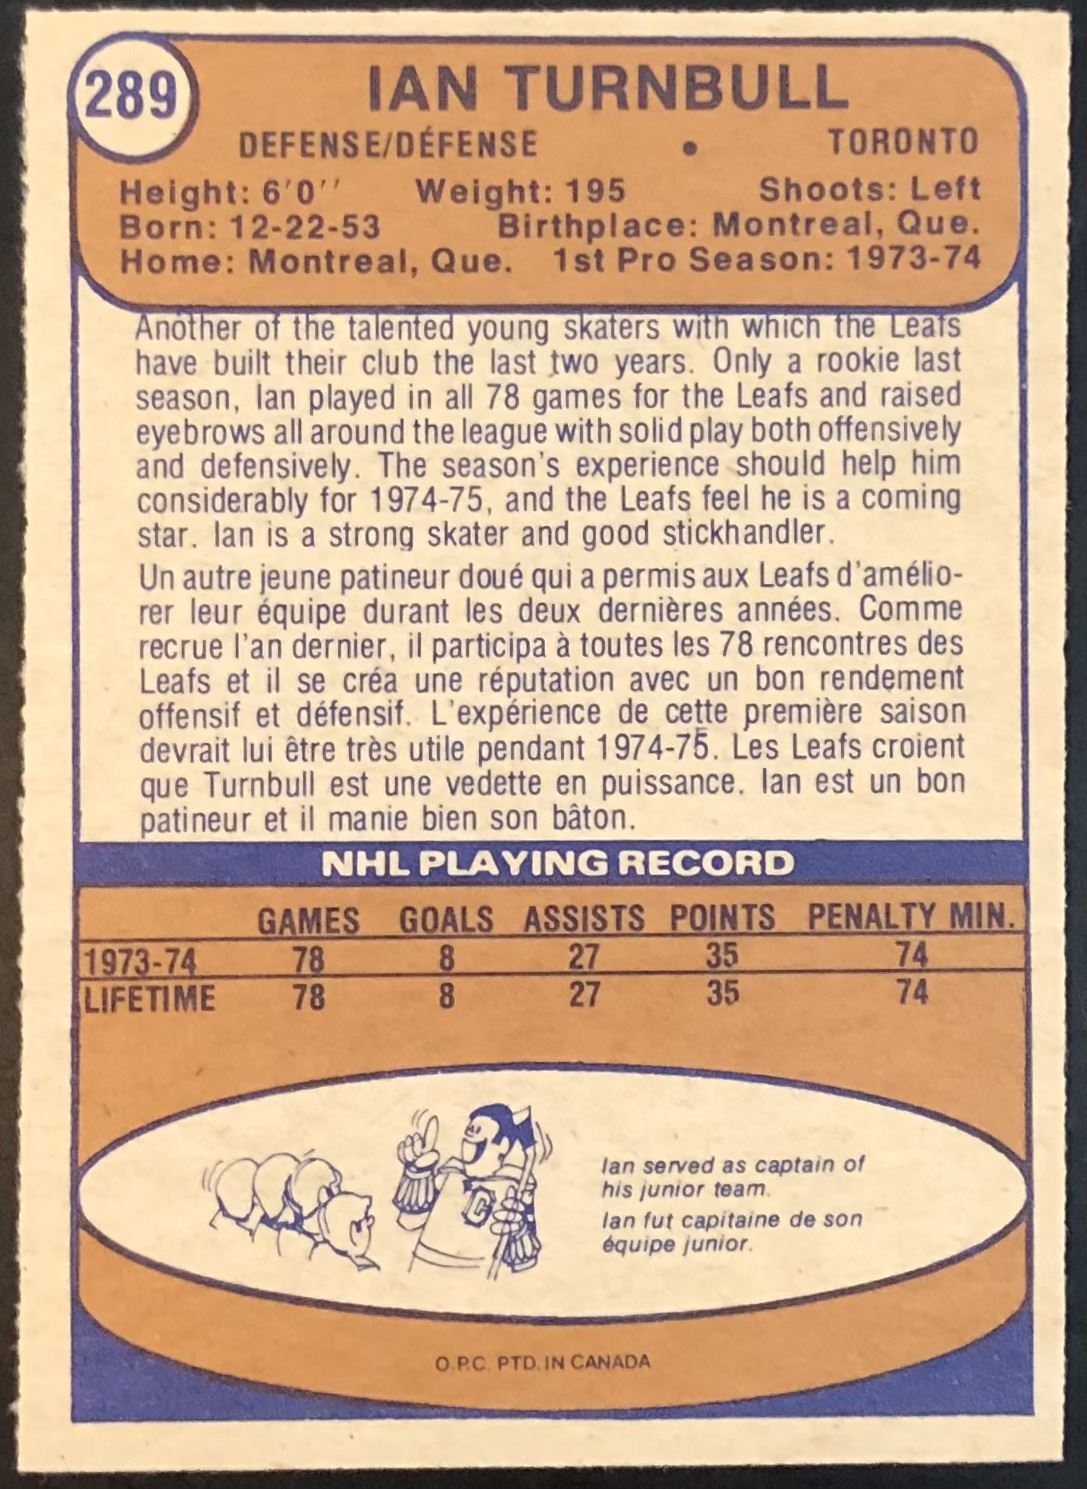 289
IAN TURNBULL
DEFENSE/DÉFENSE • TORONTO
Height: 6'0'' Weight: 195 Shoots: Left
Born: 12-22-53 Birthplace: Montreal, Que.
Home: Montreal, Que. 1st Pro Season: 1973-74
Another of the talented young skaters with which the Leafs
have built their club the last two years. Only a rookie last
season, Ian played in all 78 games for the Leafs and raised
eyebrows all around the league with solid play both offensively
and defensively. The season's experience should help him
considerably for 1974-75, and the Leafs feel he is a coming
star. Ian is a strong skater and good stickhandler.
Un autre jeune patineur doué qui a permis aux Leafs d'amélio-
rer leur équipe durant les deux dernières années. Comme
recrue l'an dernier, il participa à toutes les 78 rencontres des
Leafs et il se créa une réputation avec un bon rendement
offensif et défensif. L'expérience de cette première saison
devrait lui être très utile pendant 1974-75. Les Leafs croient
que Turnbull est une vedette en puissance. Ian est un bon
patineur et il manie bien son bâton.
NHL PLAYING RECORD
GAMES GOALS ASSISTS POINTS PENALTY MIN.
1973-74 78 8 27 35 74
LIFETIME 78 8 27 35 74
C
Ian served as captain of
his junior team.
Ian fut capitaine de son
équipe junior.
O.P.C. PTD. IN CANADA